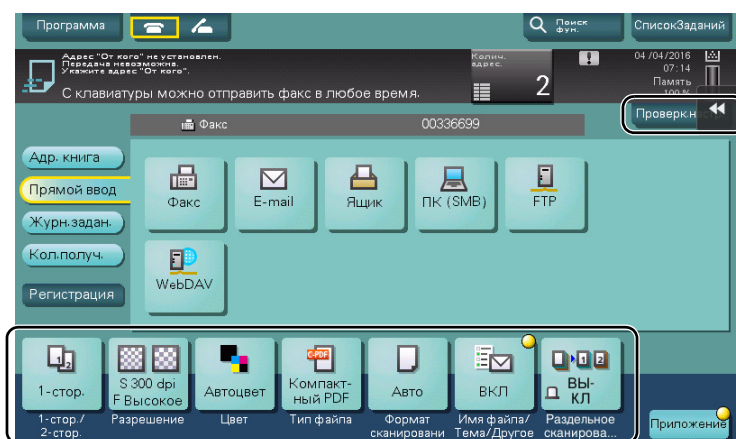 Программа
Поиск
фун.
СписокЗаданий
Адрес "От кого" не установлен.
Передача невозможна.
Укажите адрес "От кого".
С клавиатуры можно отправить факс в любое время.
Колич.
адрес.
2
04/04/2016
07:14
Память
100 %
Проверк.н
Факс
00336699
Адр. книга
Прямой ввод
Журн.задан.
Кол.получ.
Регистрация
Факс
E-mail
Ящик
ПК (SMB)
FTP
WebDAV
1-стор.
S 300 dpi
F Высокое
Автоцвет
C-PDF
Компакт-
ный PDF
Авто
ВКЛ
ВЫ-
КЛ
1-стор./
2-стор.
Разрешение
Цвет
Тип файла
Формат
сканировани
Имя файла/
Тема/Другое
Раздельное
сканирова...
Приложение